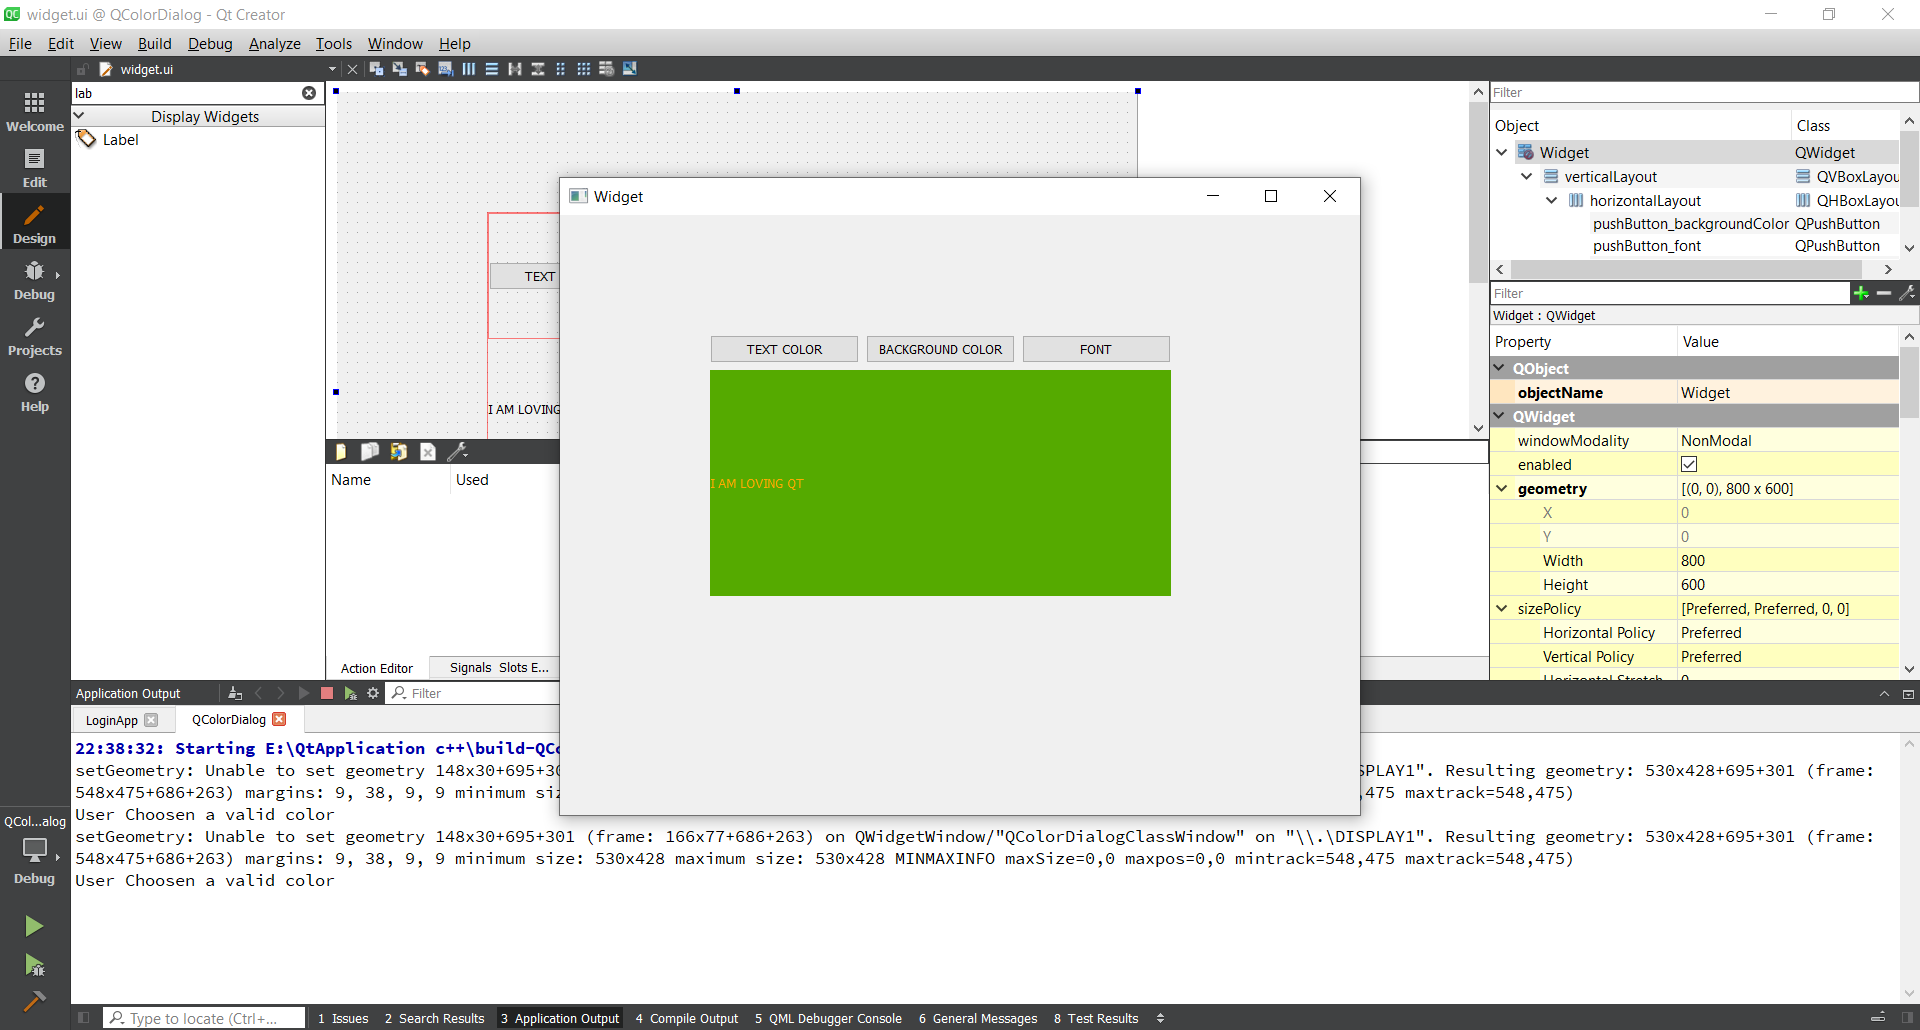 widget.ui @ QColorDialog - Qt Creator
File Edit View Build Debug Analyze Tools Window Help
widget.ui
lab
Display Widgets
Label
Welcome
Edit
Design
Debug
Projects
Help
QCol...alog
Debug
TEXT
I AM LOVING
Name Used
Action Editor Signals Slots E...
Widget
TEXT COLOR BACKGROUND COLOR FONT
I AM LOVING QT
Filter
Object Class
Widget QWidget
verticalLayout QVBoxLayou
horizontalLayout QHBoxLayou
pushButton_backgroundColor QPushButton
pushButton_font QPushButton
Filter
Widget : QWidget
Property Value
QObject
objectName Widget
QWidget
windowModality NonModal
enabled
geometry [(0, 0), 800 x 600]
X 0
Y 0
Width 800
Height 600
sizePolicy [Preferred, Preferred, 0, 0]
Horizontal Policy Preferred
Vertical Policy Preferred
Horizontal Stretch 0
Application Output Filter
LoginApp QColorDialog
22:38:32: Starting E:\QtApplication c++\build-QCo
setGeometry: Unable to set geometry 148x30+695+30 SPLAY1". Resulting geometry: 530x428+695+301 (frame:
548x475+686+263) margins: 9, 38, 9, 9 minimum siz ,475 maxtrack=548,475)
User Choosen a valid color
setGeometry: Unable to set geometry 148x30+695+301 (frame: 166x77+686+263) on QWidgetWindow/"QColorDialogClassWindow" on "\\.\DISPLAY1". Resulting geometry: 530x428+695+301 (frame:
548x475+686+263) margins: 9, 38, 9, 9 minimum size: 530x428 maximum size: 530x428 MINMAXINFO maxSize=0,0 maxpos=0,0 mintrack=548,475 maxtrack=548,475)
User Choosen a valid color
Type to locate (Ctrl+... 1 Issues 2 Search Results 3 Application Output 4 Compile Output 5 QML Debugger Console 6 General Messages 8 Test Results